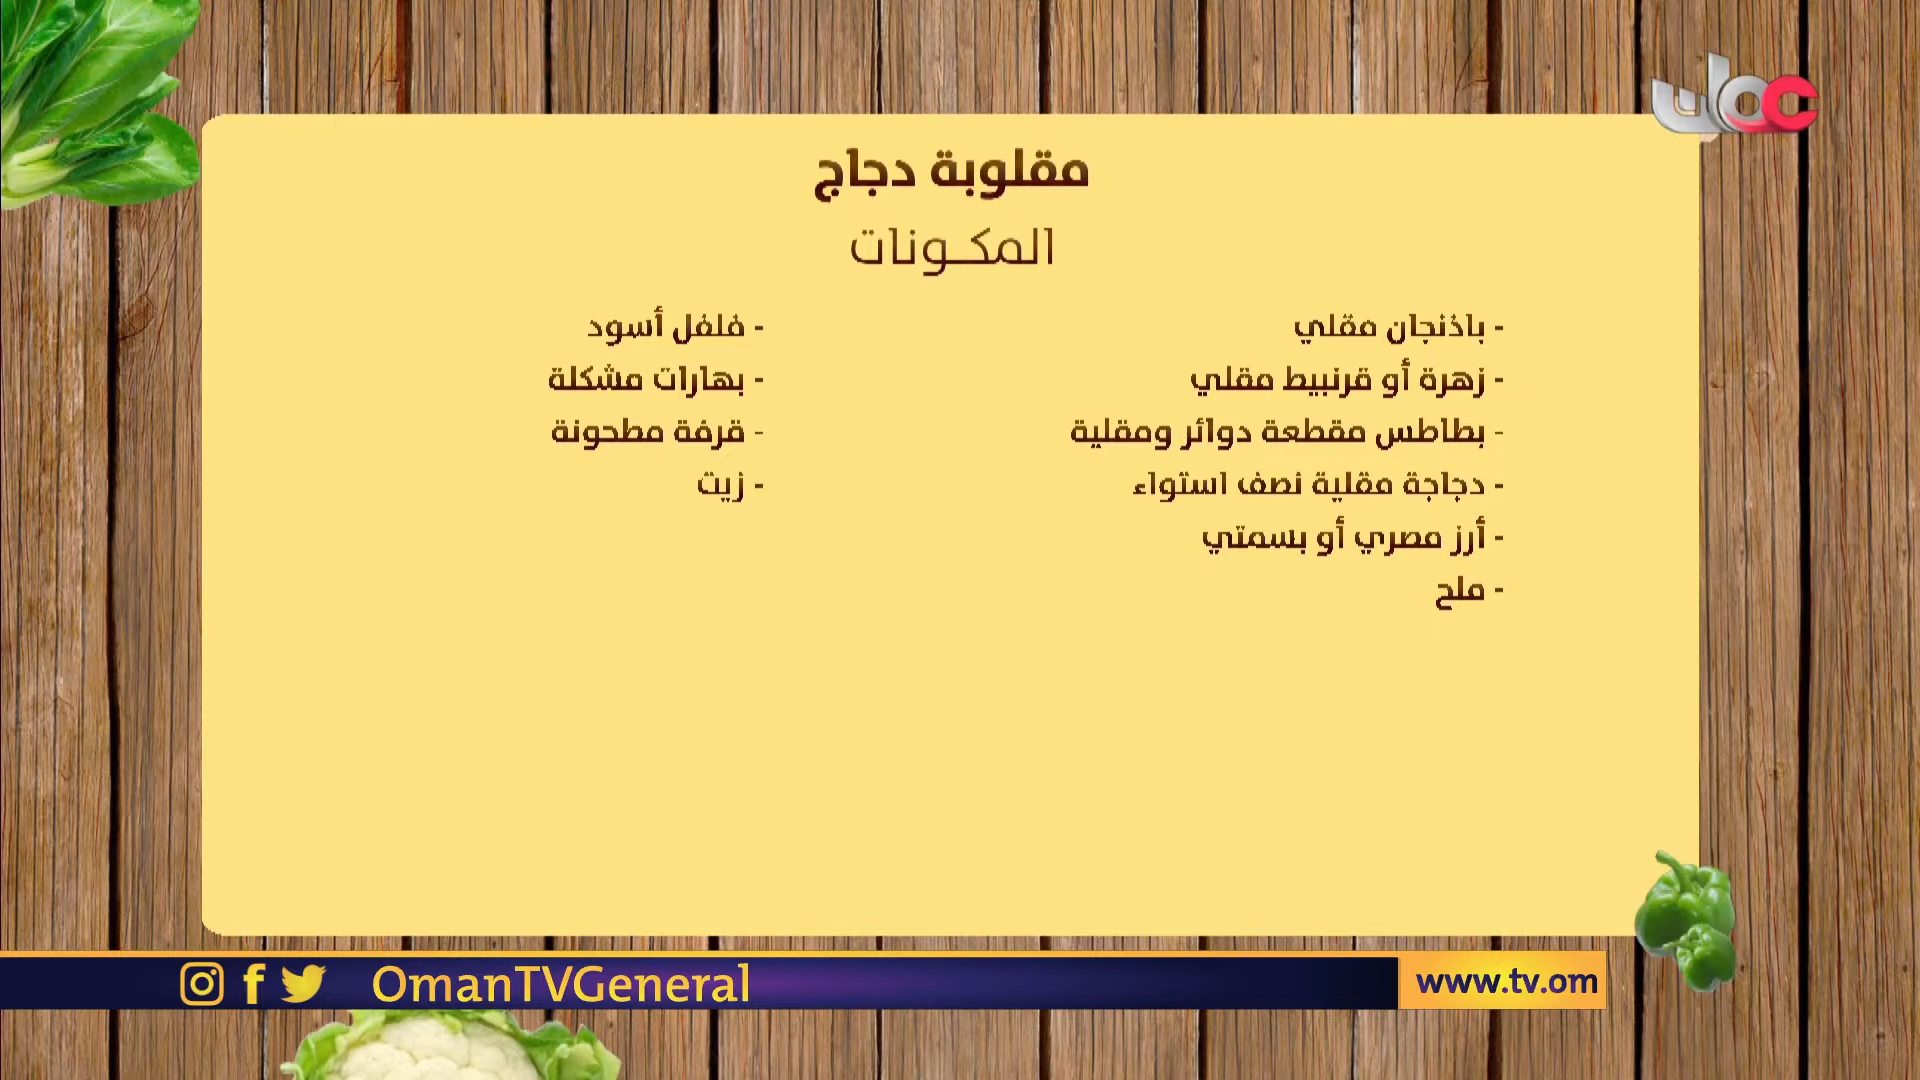 عمان
مقلوبة دجاج
المكونات
- باذنجان مقلي
- زهرة أو قرنبيط مقلي
- بطاطس مقطعة دوائر ومقلية
- دجاجة مقلية نصف استواء
- أرز مصري أو بسمتي
- ملح
- فلفل أسود
- بهارات مشكلة
- قرفة مطحونة
- زيت
OmanTVGeneral
www.tv.om